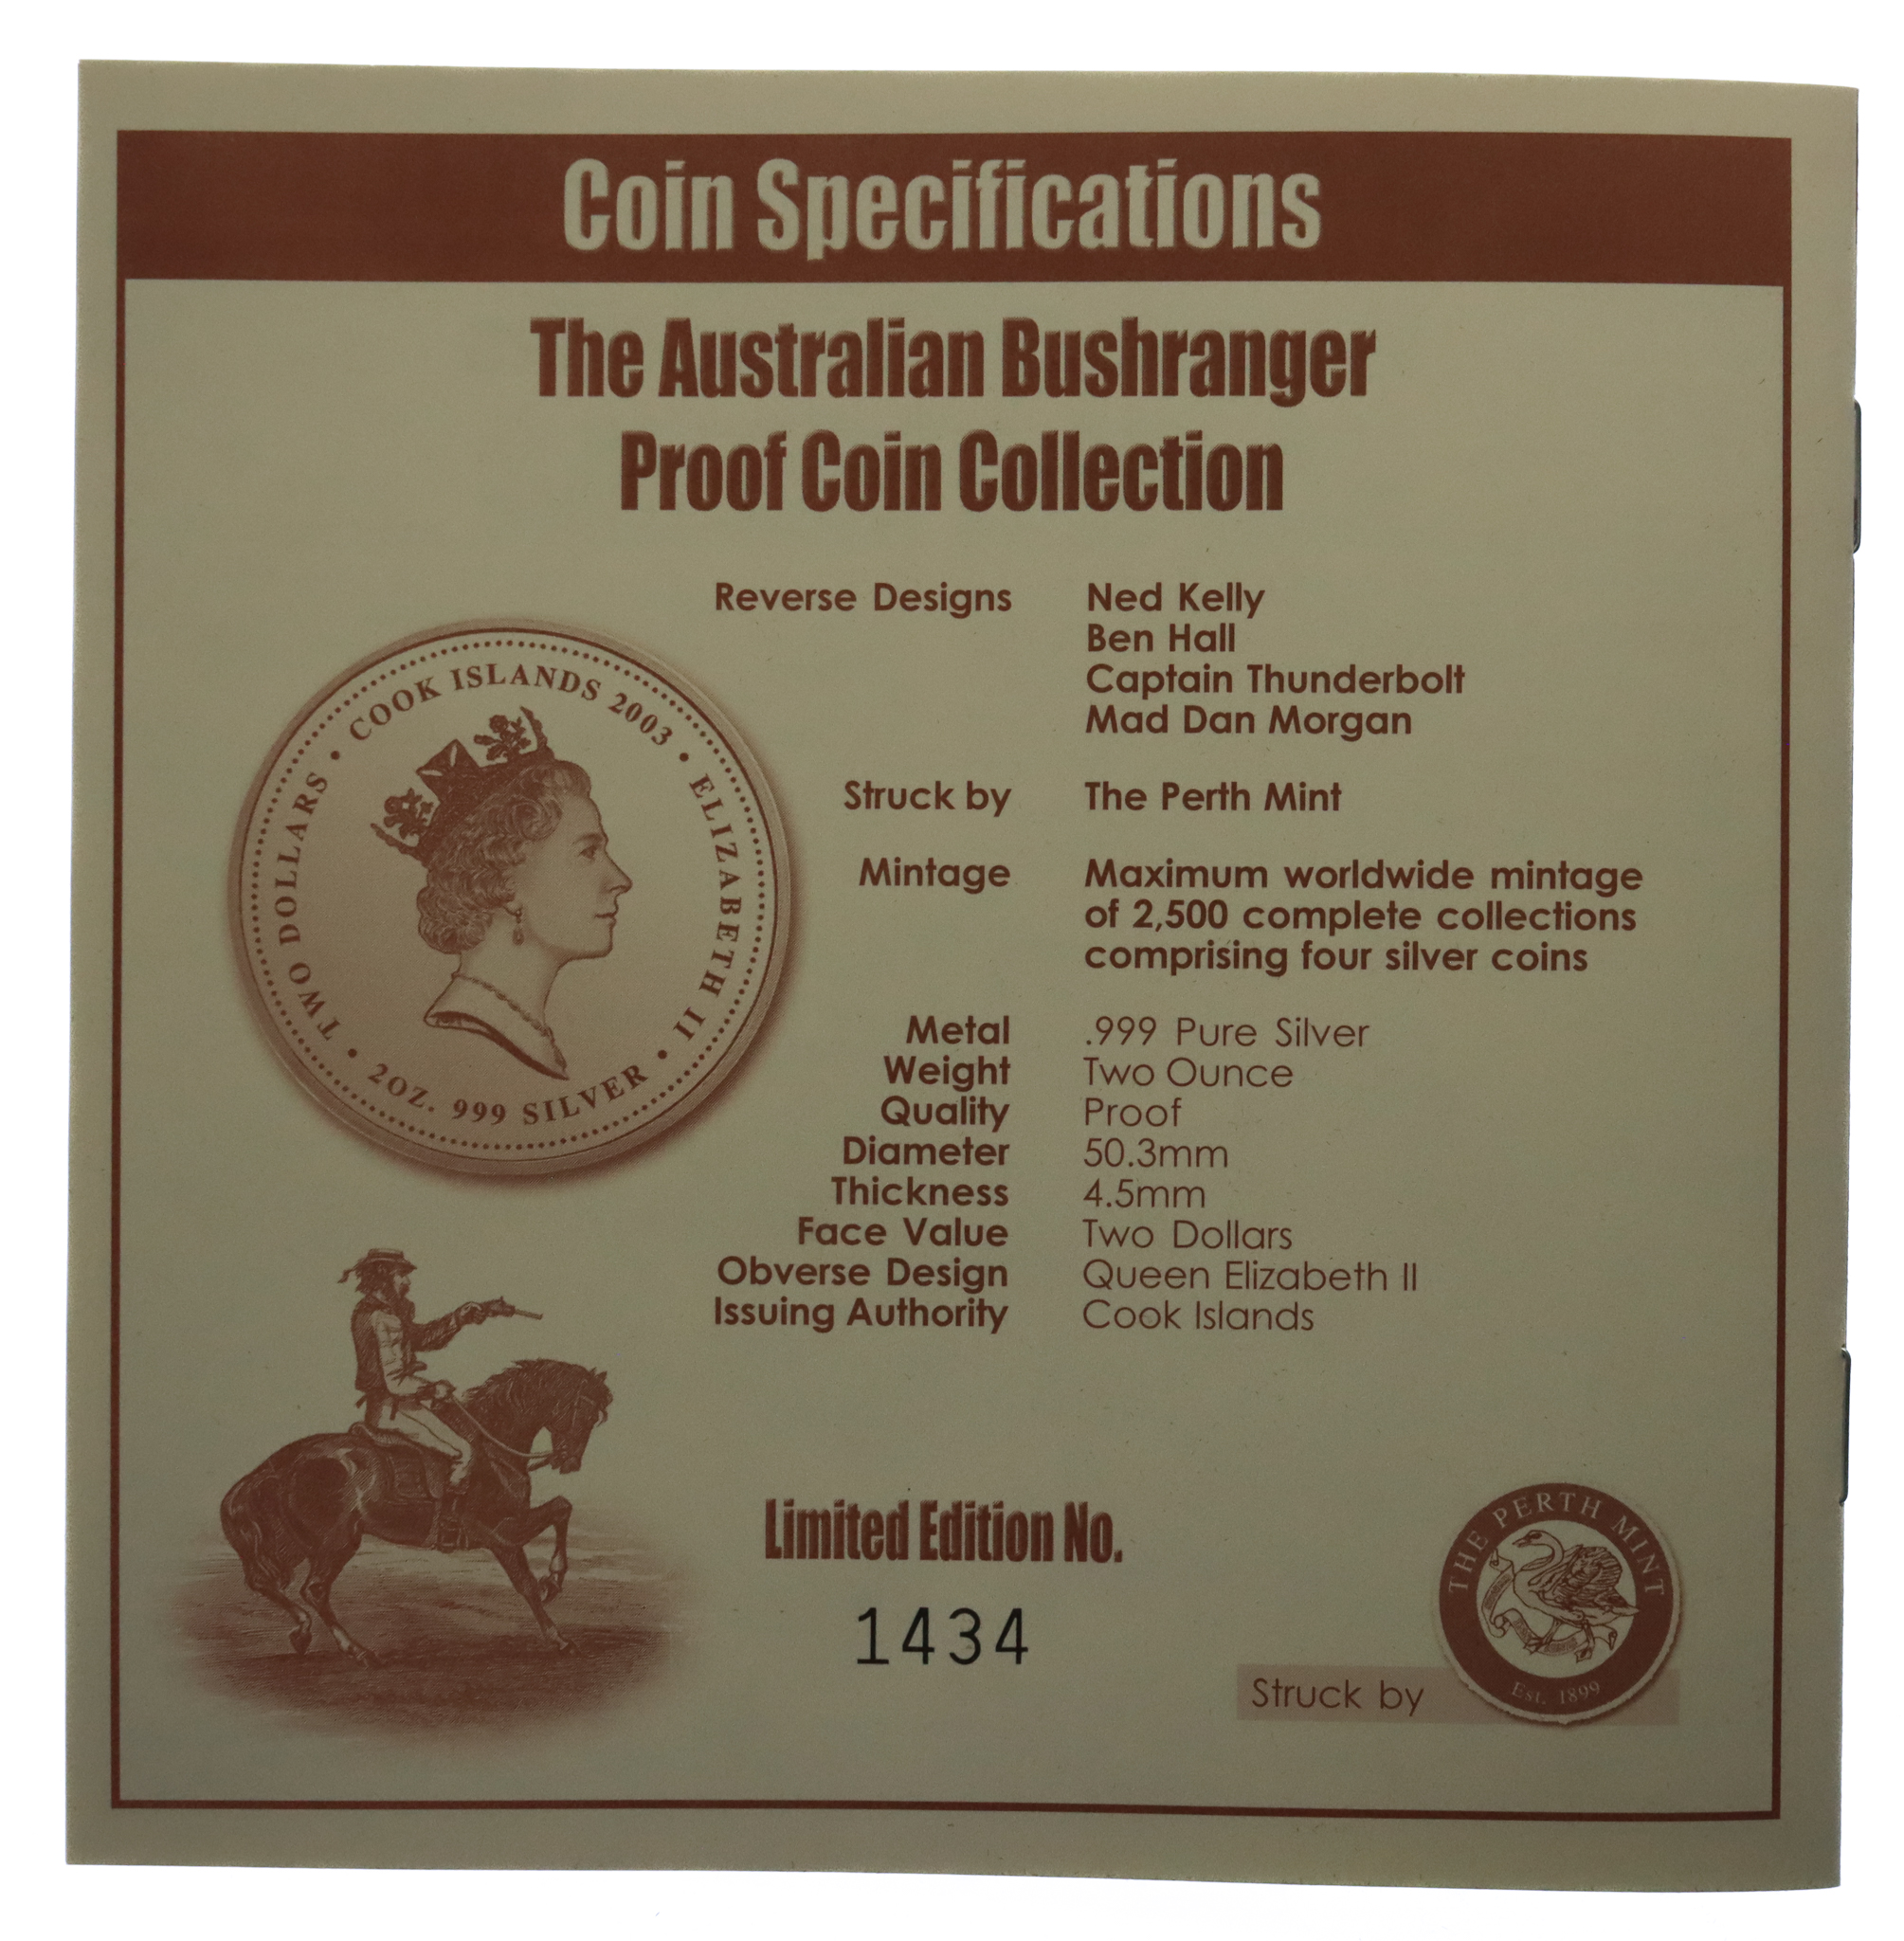 Coin Specifications
The Australian Bushranger
Proof Coin Collection
Reverse Designs Ned Kelly
Ben Hall
Captain Thunderbolt
Mad Dan Morgan
Struck by The Perth Mint
Mintage Maximum worldwide mintage
of 2,500 complete collections
comprising four silver coins
Metal .999 Pure Silver
Weight Two Ounce
Quality Proof
Diameter 50.3mm
Thickness 4.5mm
Face Value Two Dollars
Obverse Design Queen Elizabeth II
Issuing Authority Cook Islands
TWO DOLLARS • COOK ISLANDS 2003 • ELIZABETH II •
2OZ. 999 SILVER •
Limited Edition No.
1434
Struck by
THE PERTH MINT
Est. 1899